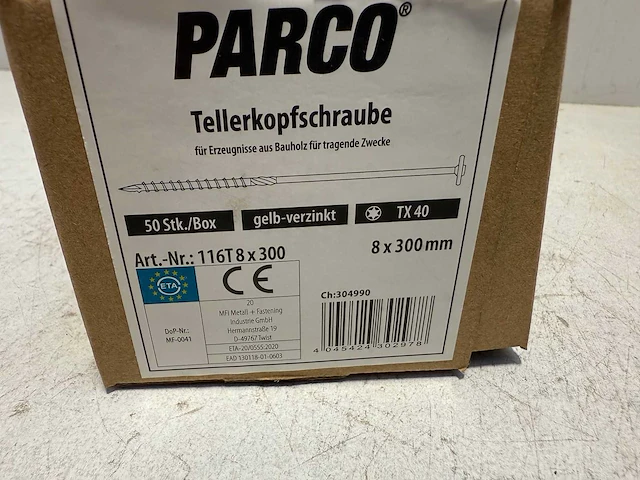 PARCO®
Tellerkopfschraube
für Erzeugnisse aus Bauholz für tragende Zwecke
50 Stk./Box
gelb-verzinkt
TX 40
Art.-Nr.: 116T 8 x 300
8 x 300 mm
ETA
CE
DoP-Nr.:
MF-0041
20
MFI Metall + Fastening
Industrie GmbH
Hermannstraße 19
D-49767 Twist
ETA-20/0555:2020
EAD 130118-01-0603
Ch:304990
4 045424 302978